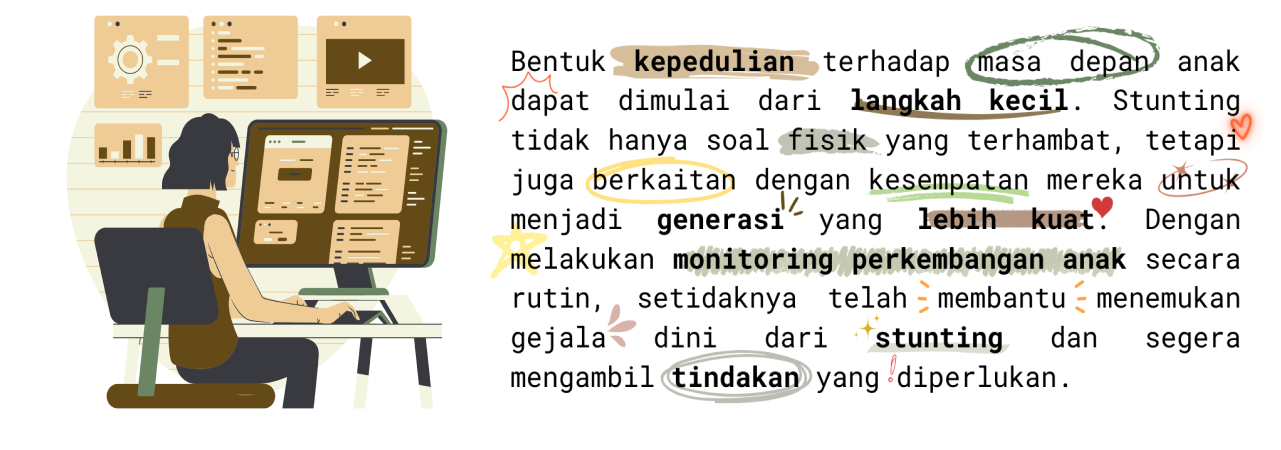 Bentuk kepedulian terhadap masa depan anak
dapat dimulai dari langkah kecil. Stunting
tidak hanya soal fisik yang terhambat, tetapi
juga berkaitan dengan kesempatan mereka untuk
menjadi generasi yang lebih kuat. Dengan
melakukan monitoring perkembangan anak secara
rutin, setidaknya telah membantu menemukan
gejala dini dari stunting dan segera
mengambil tindakan yang diperlukan.